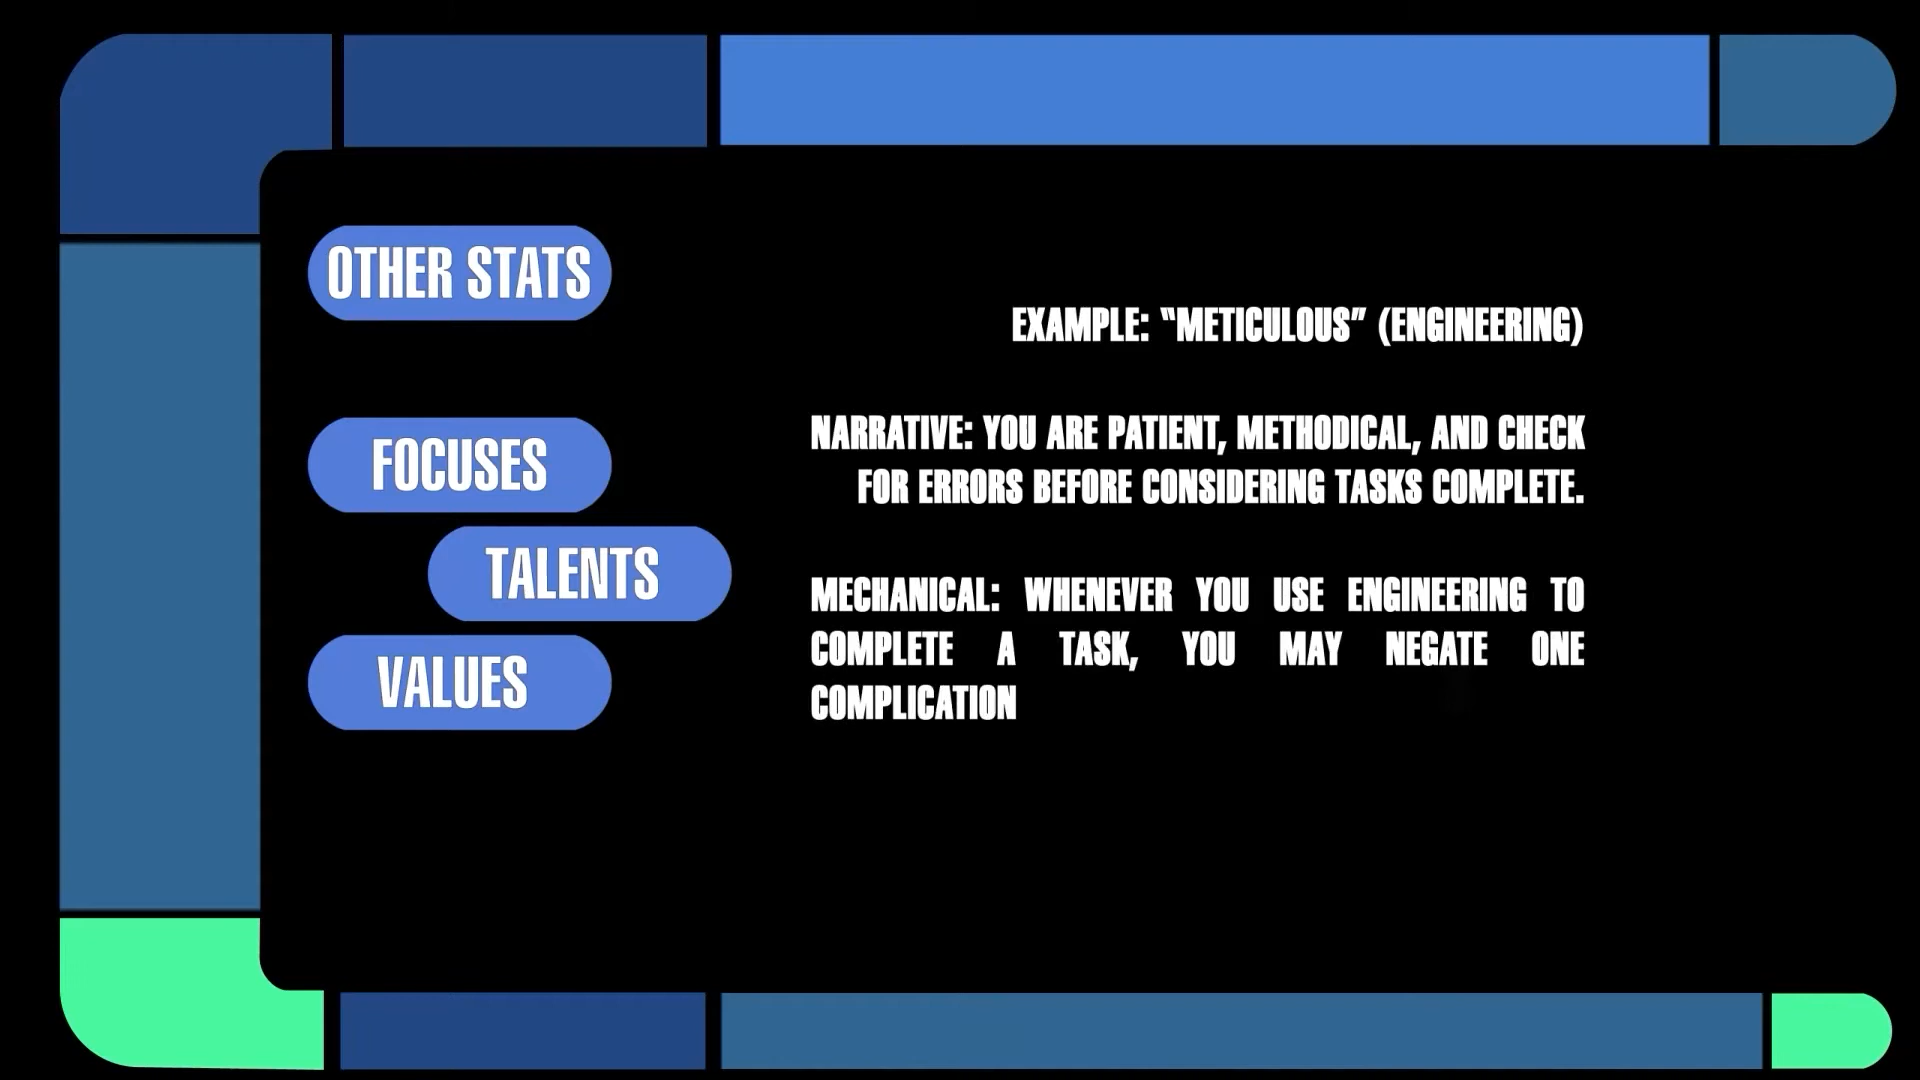 OTHER STATS
FOCUSES
TALENTS
VALUES
EXAMPLE: “METICULOUS” (ENGINEERING)
NARRATIVE: YOU ARE PATIENT, METHODICAL, AND CHECK
FOR ERRORS BEFORE CONSIDERING TASKS COMPLETE.
MECHANICAL: WHENEVER YOU USE ENGINEERING TO
COMPLETE A TASK, YOU MAY NEGATE ONE
COMPLICATION